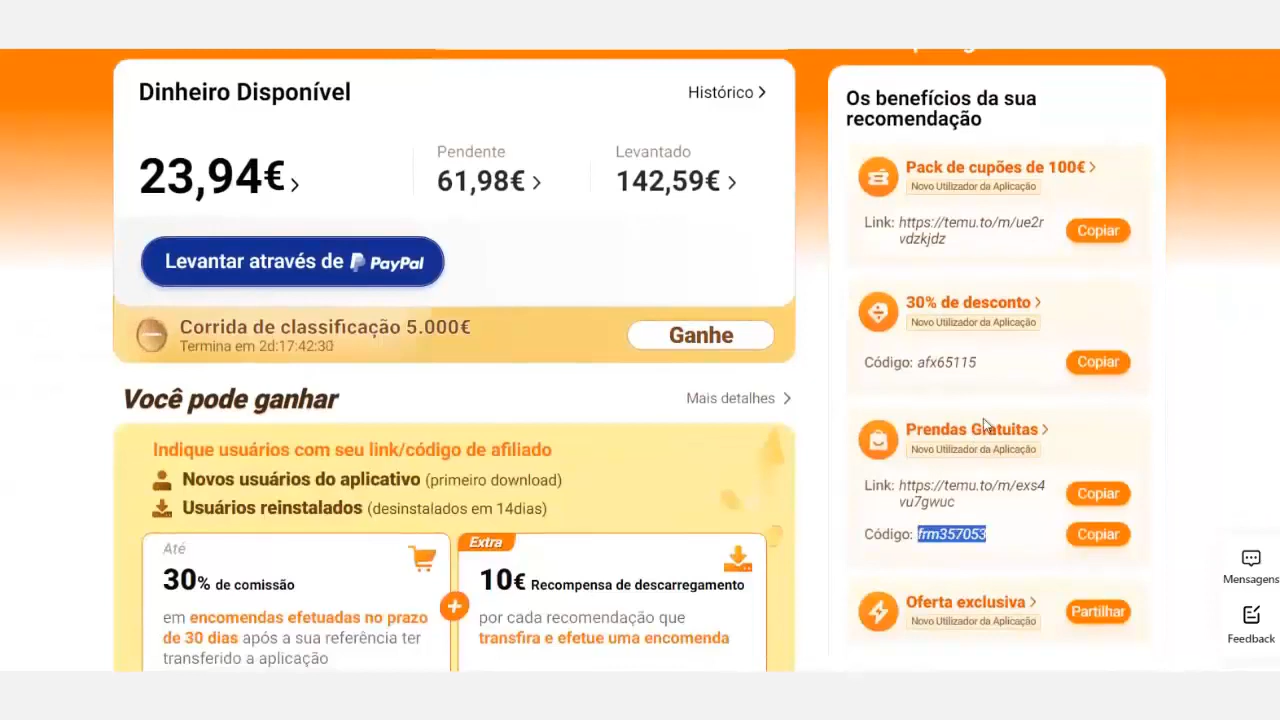 Dinheiro Disponível
Histórico
23,94€
Pendente
61,98€
Levantado
142,59€
Levantar através de PayPal
Corrida de classificação 5.000€
Termina em 2d:17:42:30
Ganhe
Você pode ganhar
Mais detalhes
Indique usuários com seu link/código de afiliado
Novos usuários do aplicativo (primeiro download)
Usuários reinstalados (desinstalados em 14dias)
Até
30% de comissão
em encomendas efetuadas no prazo
de 30 dias após a sua referência ter
transferido a aplicação
Extra
10€ Recompensa de descarregamento
por cada recomendação que
transfira e efetue uma encomenda
Os benefícios da sua
recomendação
Pack de cupões de 100€
Novo Utilizador da Aplicação
Link: https://temu.to/m/ue2r
vdzkjdz
Copiar
30% de desconto
Novo Utilizador da Aplicação
Código: afx65115
Copiar
Prendas Gratuitas
Novo Utilizador da Aplicação
Link: https://temu.to/m/exs4
vu7gwuc
Copiar
Código: frm357053
Copiar
Oferta exclusiva
Novo Utilizador da Aplicação
Partilhar
Mensagens
Feedback